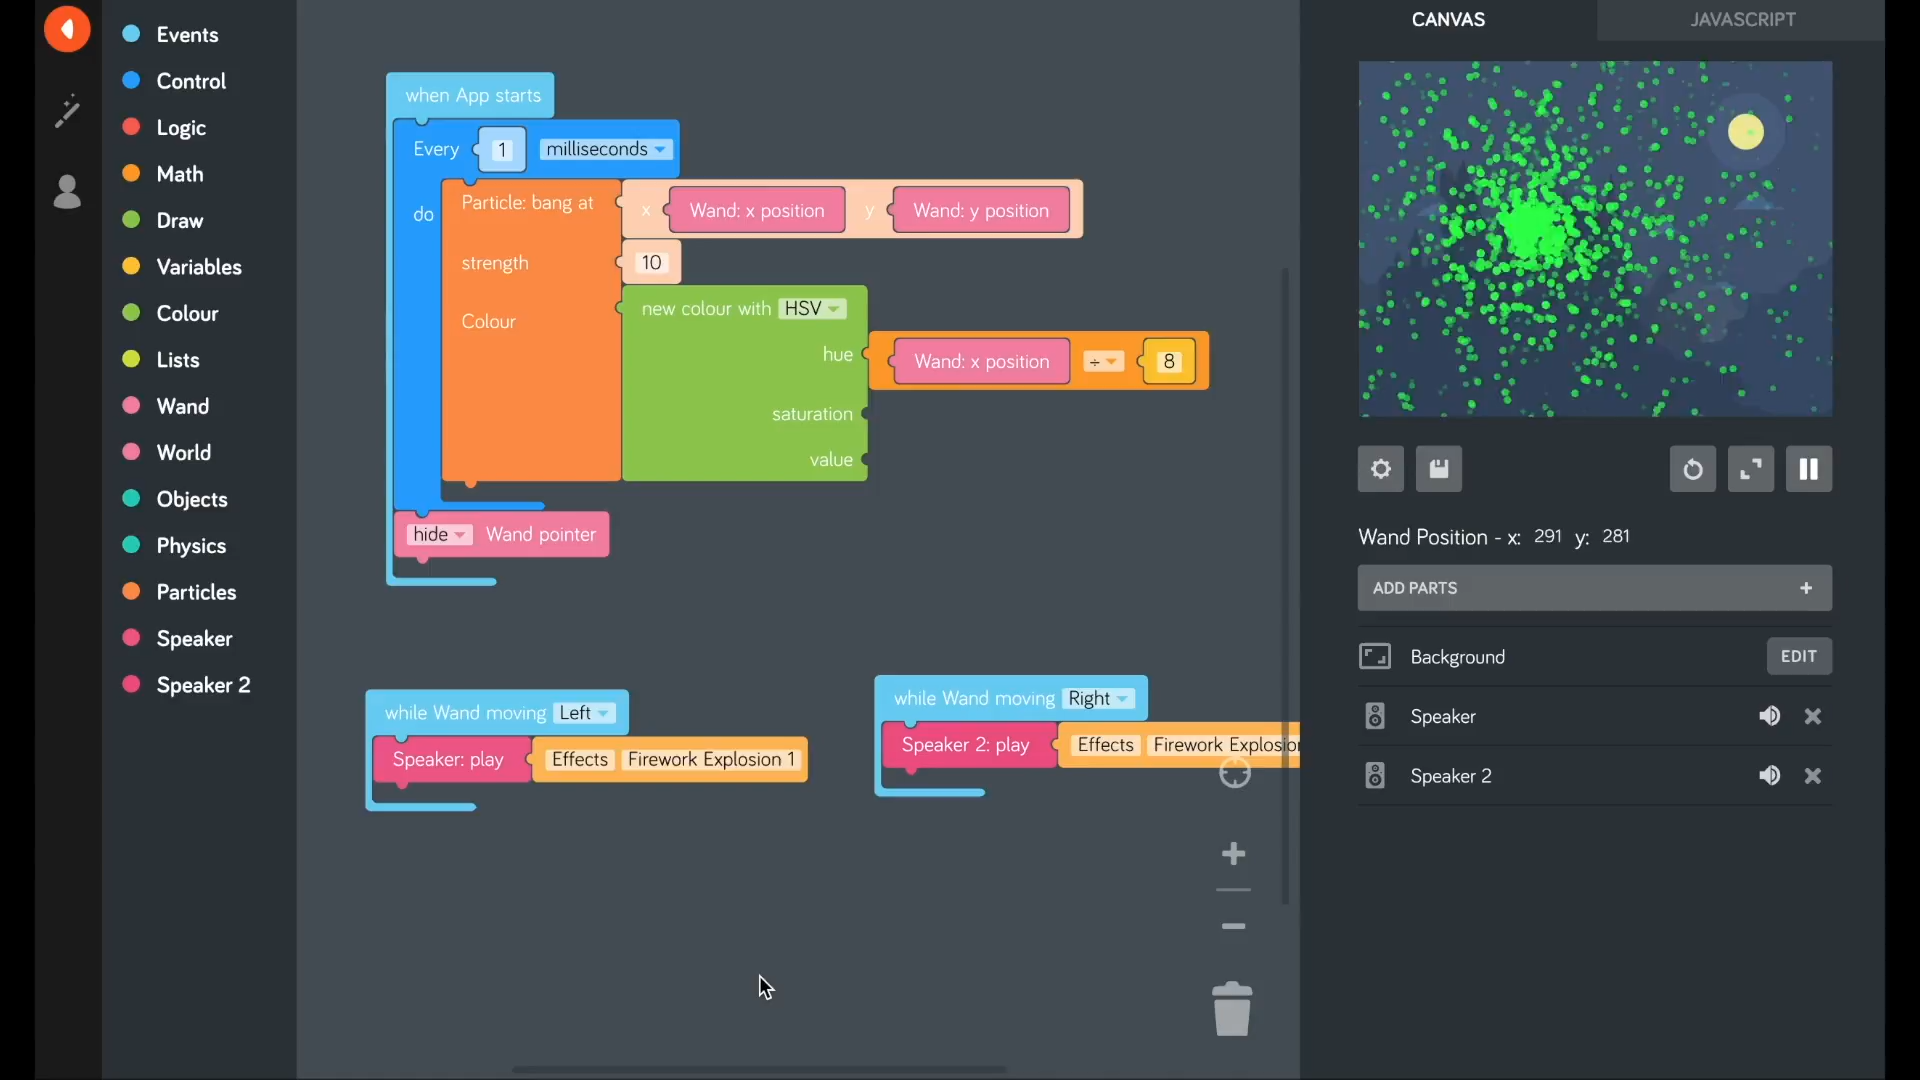 Events
Control
Logic
Math
Draw
Variables
Colour
Lists
Wand
World
Objects
Physics
Particles
Speaker
Speaker 2
when App starts
Every 1 milliseconds
do
Particle: bang at x Wand: x position y Wand: y position
strength 10
Colour
new colour with HSV
hue Wand: x position ÷ 8
saturation
value
hide Wand pointer
while Wand moving Left
Speaker: play Effects Firework Explosion 1
while Wand moving Right
Speaker 2: play Effects Firework Explosion
CANVAS
JAVASCRIPT
Wand Position - x: 291 y: 281
ADD PARTS +
Background EDIT
Speaker
Speaker 2